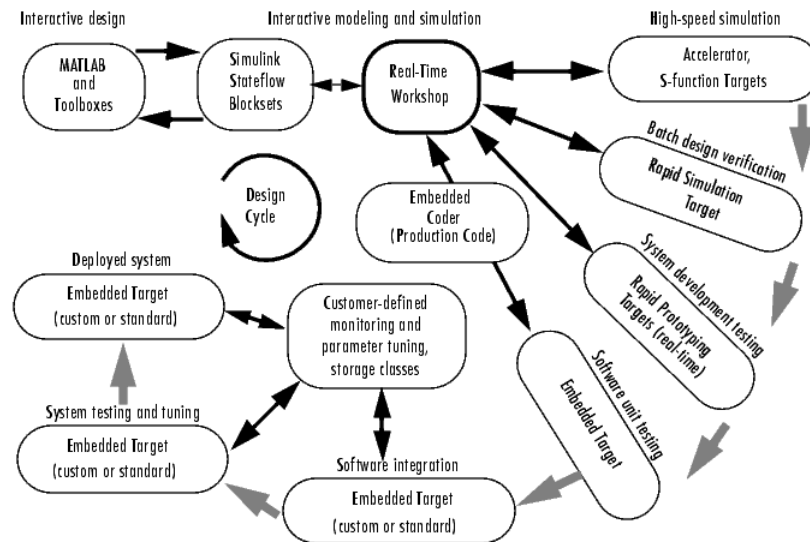 Interactive design
Interactive modeling and simulation
High-speed simulation
MATLAB
and
Toolboxes
Simulink
Stateflow
Blocksets
Real-Time
Workshop
Accelerator,
S-function Targets
Batch design verification
Rapid Simulation
Target
Embedded
Coder
(Production Code)
Design
Cycle
System development testing
Rapid Prototyping
Targets (real-time)
Deployed system
Embedded Target
(custom or standard)
Customer-defined
monitoring and
parameter tuning,
storage classes
Software unit testing
Embedded Target
System testing and tuning
Embedded Target
(custom or standard)
Software integration
Embedded Target
(custom or standard)